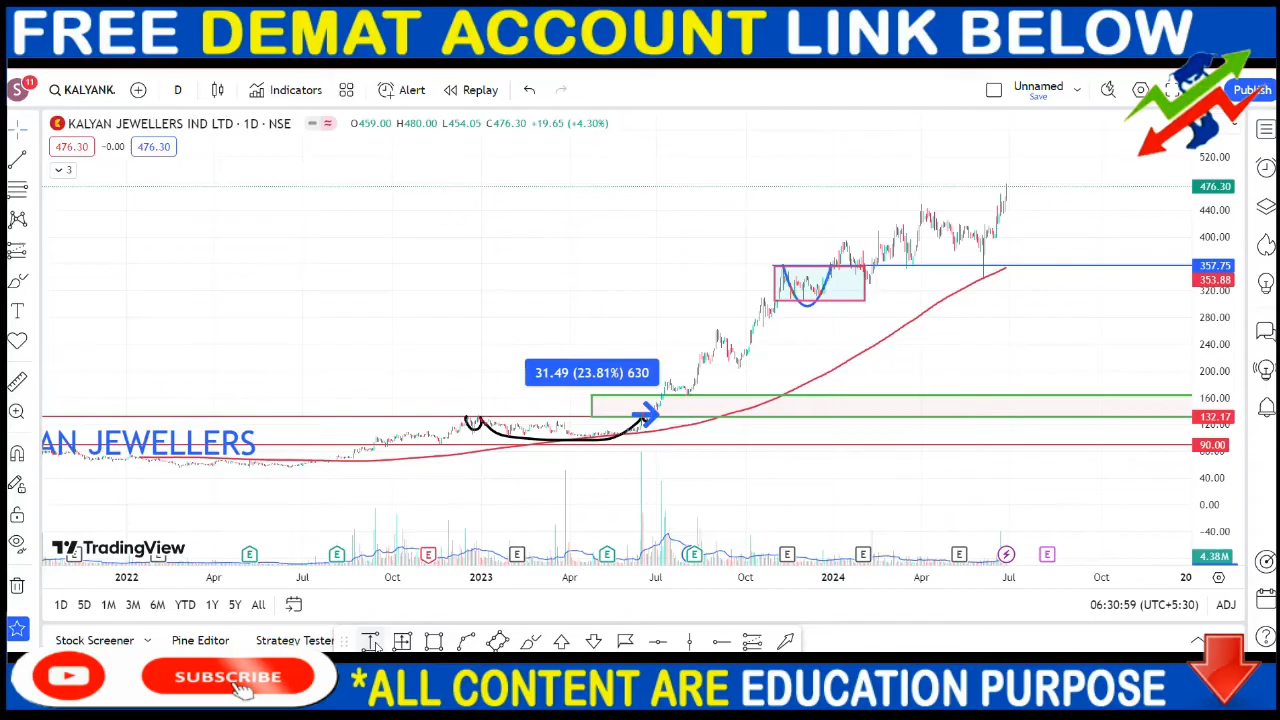 FREE DEMAT ACCOUNT LINK BELOW
S 11 KALYANK. D Indicators Alert Replay Unnamed Save Publish
KALYAN JEWELLERS IND LTD · 1D · NSE O459.00 H480.00 L454.05 C476.30 +19.65 (+4.30%)
476.30 -0.00 476.30
3
520.00
476.30
440.00
400.00
357.75
353.88
320.00
280.00
240.00
200.00
160.00
132.17
120.00
90.00
40.00
0.00
-40.00
4.38M
31.49 (23.81%) 630
AN JEWELLERS
TradingView
E E E E E E E E E E E
2022 Apr Jul Oct 2023 Apr Jul Oct 2024 Apr Jul Oct 20
1D 5D 1M 3M 6M YTD 1Y 5Y All 06:30:59 (UTC+5:30) ADJ
Stock Screener Pine Editor Strategy Tester
SUBSCRIBE
*ALL CONTENT ARE EDUCATION PURPOSE